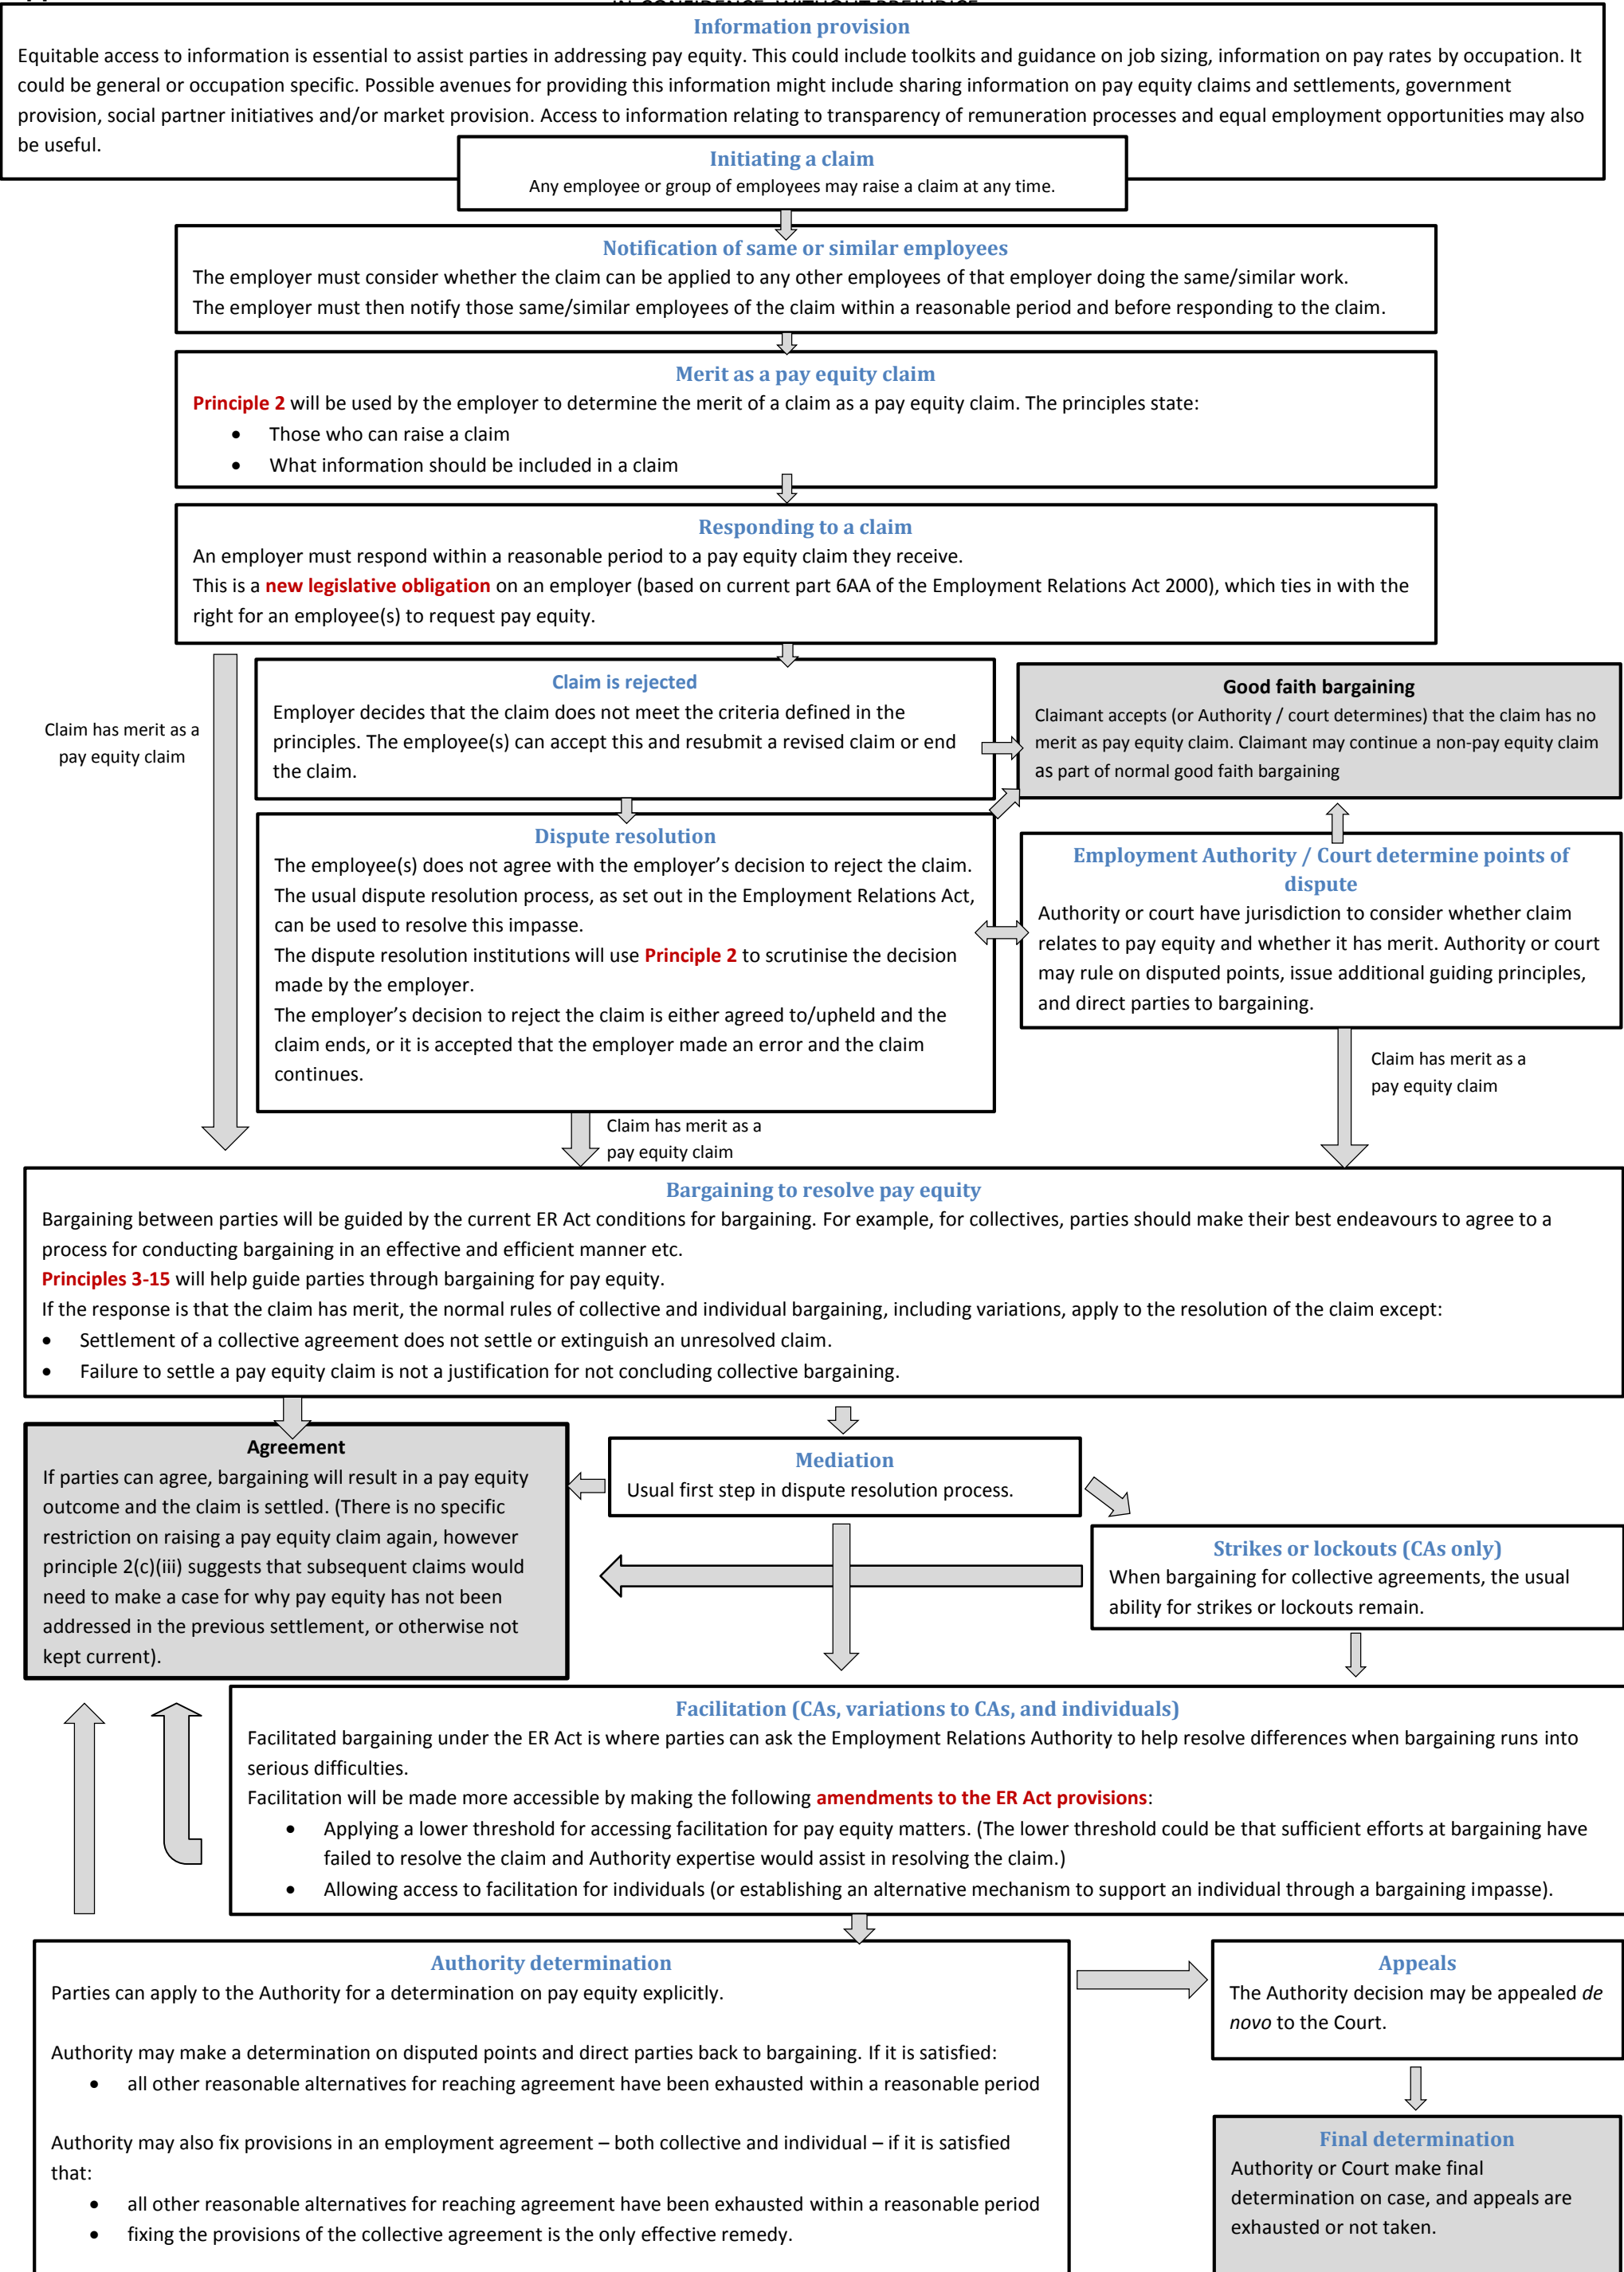 Information provision
Equitable access to information is essential to assist parties in addressing pay equity. This could include toolkits and guidance on job sizing, information on pay rates by occupation. It
could be general or occupation specific. Possible avenues for providing this information might include sharing information on pay equity claims and settlements, government
provision, social partner initiatives and/or market provision. Access to information relating to transparency of remuneration processes and equal employment opportunities may also
be useful.
Initiating a claim
Any employee or group of employees may raise a claim at any time.
Notification of same or similar employees
The employer must consider whether the claim can be applied to any other employees of that employer doing the same/similar work.
The employer must then notify those same/similar employees of the claim within a reasonable period and before responding to the claim.
Merit as a pay equity claim
Principle 2 will be used by the employer to determine the merit of a claim as a pay equity claim. The principles state:
• Those who can raise a claim
• What information should be included in a claim
Responding to a claim
An employer must respond within a reasonable period to a pay equity claim they receive.
This is a new legislative obligation on an employer (based on current part 6AA of the Employment Relations Act 2000), which ties in with the
right for an employee(s) to request pay equity.
Claim has merit as a
pay equity claim
Claim is rejected
Employer decides that the claim does not meet the criteria defined in the
principles. The employee(s) can accept this and resubmit a revised claim or end
the claim.
Good faith bargaining
Claimant accepts (or Authority / court determines) that the claim has no
merit as pay equity claim. Claimant may continue a non-pay equity claim
as part of normal good faith bargaining
Dispute resolution
The employee(s) does not agree with the employer’s decision to reject the claim.
The usual dispute resolution process, as set out in the Employment Relations Act,
can be used to resolve this impasse.
The dispute resolution institutions will use Principle 2 to scrutinise the decision
made by the employer.
The employer’s decision to reject the claim is either agreed to/upheld and the
claim ends, or it is accepted that the employer made an error and the claim
continues.
Employment Authority / Court determine points of
dispute
Authority or court have jurisdiction to consider whether claim
relates to pay equity and whether it has merit. Authority or court
may rule on disputed points, issue additional guiding principles,
and direct parties to bargaining.
Claim has merit as a
pay equity claim
Claim has merit as a
pay equity claim
Bargaining to resolve pay equity
Bargaining between parties will be guided by the current ER Act conditions for bargaining. For example, for collectives, parties should make their best endeavours to agree to a
process for conducting bargaining in an effective and efficient manner etc.
Principles 3-15 will help guide parties through bargaining for pay equity.
If the response is that the claim has merit, the normal rules of collective and individual bargaining, including variations, apply to the resolution of the claim except:
• Settlement of a collective agreement does not settle or extinguish an unresolved claim.
• Failure to settle a pay equity claim is not a justification for not concluding collective bargaining.
Agreement
If parties can agree, bargaining will result in a pay equity
outcome and the claim is settled. (There is no specific
restriction on raising a pay equity claim again, however
principle 2(c)(iii) suggests that subsequent claims would
need to make a case for why pay equity has not been
addressed in the previous settlement, or otherwise not
kept current).
Mediation
Usual first step in dispute resolution process.
Strikes or lockouts (CAs only)
When bargaining for collective agreements, the usual
ability for strikes or lockouts remain.
Facilitation (CAs, variations to CAs, and individuals)
Facilitated bargaining under the ER Act is where parties can ask the Employment Relations Authority to help resolve differences when bargaining runs into
serious difficulties.
Facilitation will be made more accessible by making the following amendments to the ER Act provisions:
• Applying a lower threshold for accessing facilitation for pay equity matters. (The lower threshold could be that sufficient efforts at bargaining have
failed to resolve the claim and Authority expertise would assist in resolving the claim.)
• Allowing access to facilitation for individuals (or establishing an alternative mechanism to support an individual through a bargaining impasse).
Authority determination
Parties can apply to the Authority for a determination on pay equity explicitly.
Authority may make a determination on disputed points and direct parties back to bargaining. If it is satisfied:
• all other reasonable alternatives for reaching agreement have been exhausted within a reasonable period
Authority may also fix provisions in an employment agreement – both collective and individual – if it is satisfied
that:
• all other reasonable alternatives for reaching agreement have been exhausted within a reasonable period
• fixing the provisions of the collective agreement is the only effective remedy.
Appeals
The Authority decision may be appealed de
novo to the Court.
Final determination
Authority or Court make final
determination on case, and appeals are
exhausted or not taken.